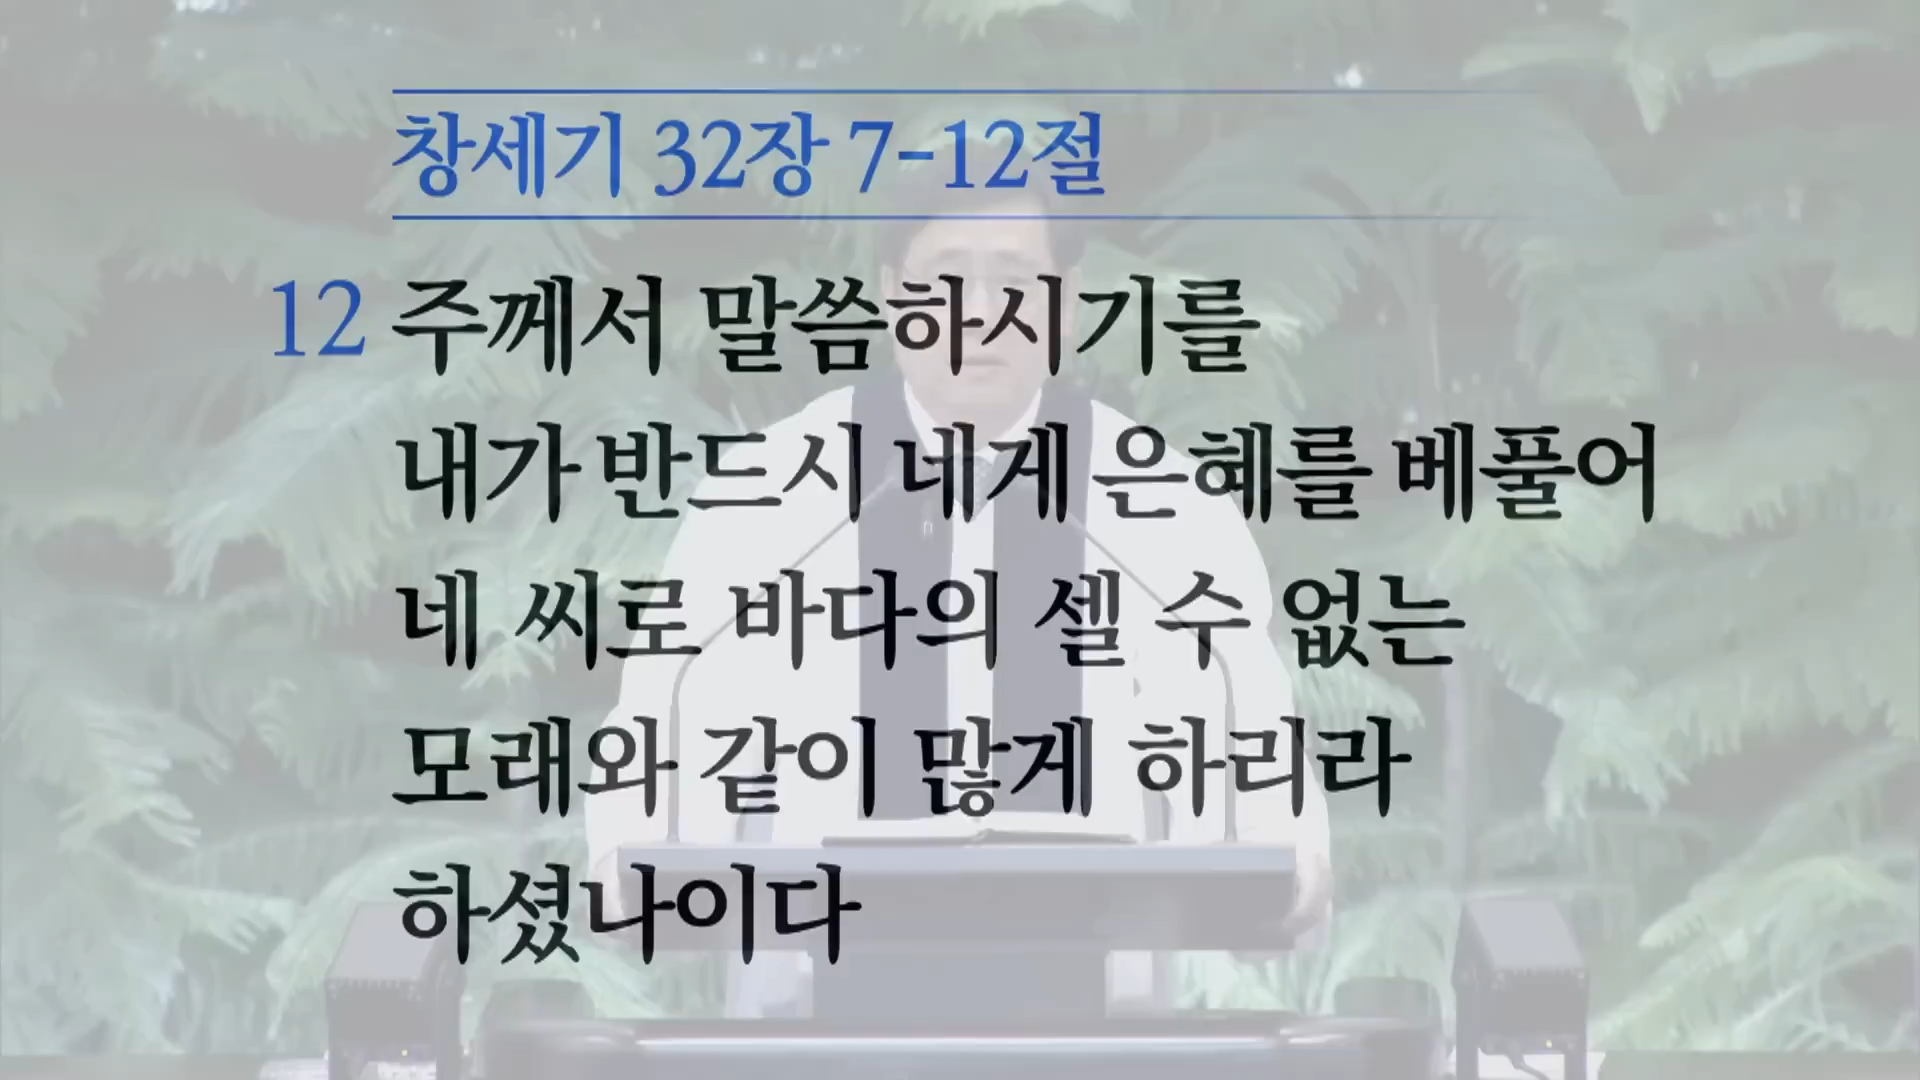 창세기 32장 7-12절
12 주께서 말씀하시기를
내가 반드시 네게 은혜를 베풀어
네 씨로 바다의 셀 수 없는
모래와 같이 많게 하리라
하셨나이다